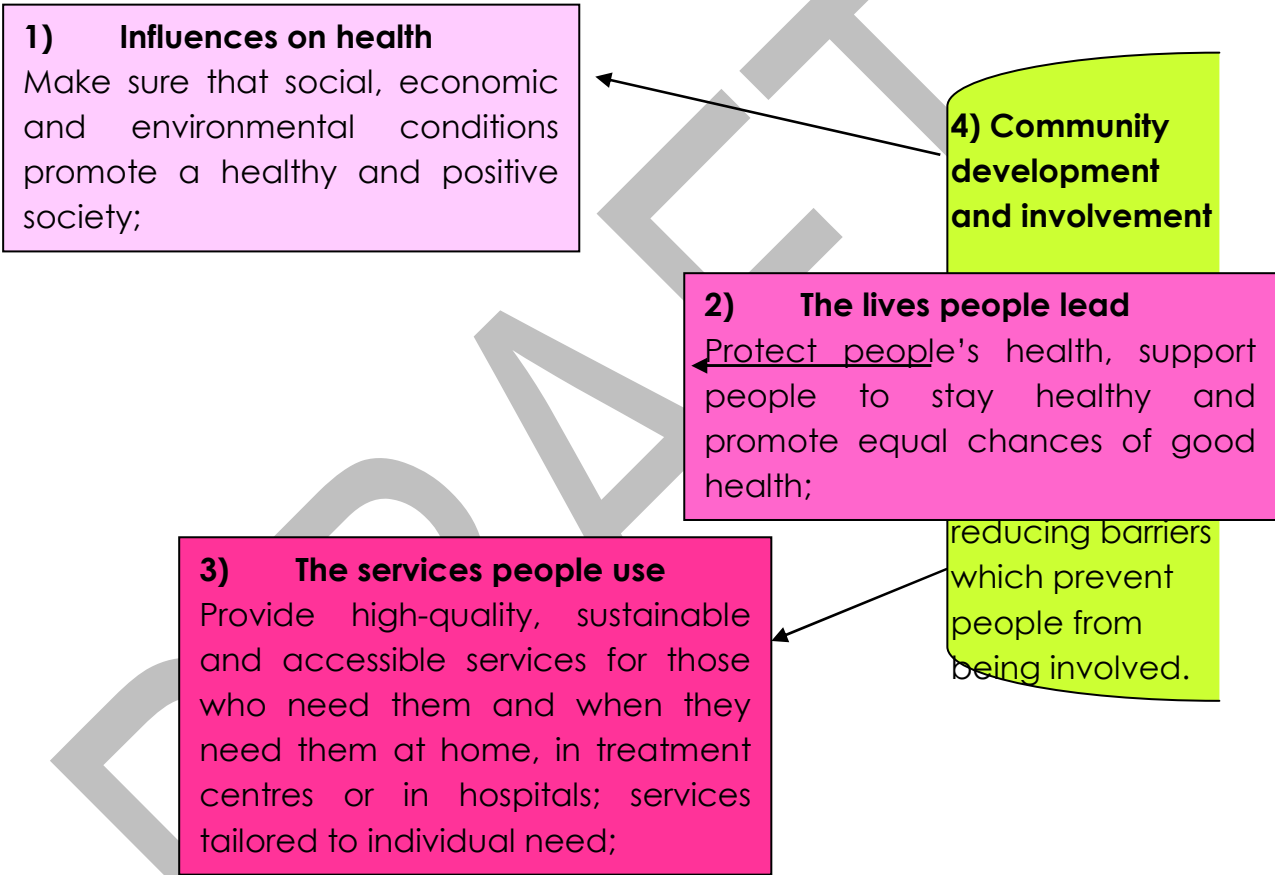 1) Influences on health
Make sure that social, economic
and environmental conditions
promote a healthy and positive
society;
4) Community
development
and involvement
2) The lives people lead
Protect people's health, support
people to stay healthy and
promote equal chances of good
health;
reducing barriers
which prevent
people from
being involved.
3) The services people use
Provide high-quality, sustainable
and accessible services for those
who need them and when they
need them at home, in treatment
centres or in hospitals; services
tailored to individual need;
DRAFT